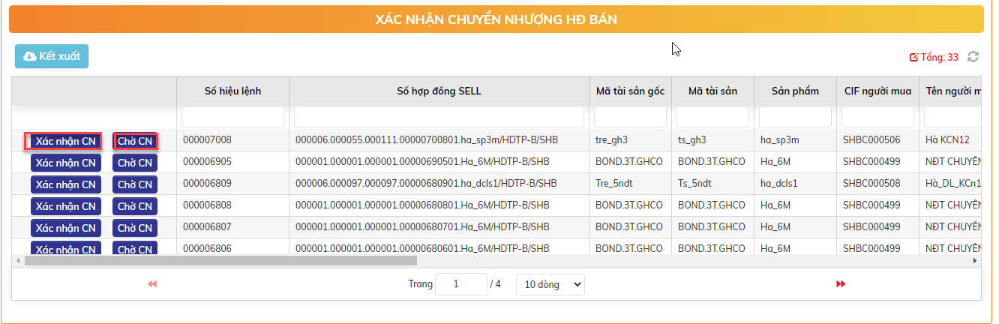 XÁC NHẬN CHUYỂN NHƯỢNG HĐ BÁN
Kết xuất
Tổng: 33
Số hiệu lệnh Số hợp đồng SELL Mã tài sản gốc Mã tài sản Sản phẩm CIF người mua Tên người m
Xác nhận CN Chờ CN 000007008 000006.000055.000111.00000700801.ha_sp3m/HDTP-B/SHB tre_gh3 ts_gh3 ha_sp3m SHBC000506 Hà KCN12
Xác nhận CN Chờ CN 000006905 000001.000001.000001.00000690501.Ha_6M/HDTP-B/SHB BOND.3T.GHCO BOND.3T.GHCO Ha_6M SHBC000499 NĐT CHUYÊN
Xác nhận CN Chờ CN 000006809 000006.000097.000097.00000680901.ha_dcls1/HDTP-B/SHB Tre_5ndt Ts_5ndt ha_dcls1 SHBC000508 Hà_DL_KCn1
Xác nhận CN Chờ CN 000006808 000001.000001.000001.00000680801.Ha_6M/HDTP-B/SHB BOND.3T.GHCO BOND.3T.GHCO Ha_6M SHBC000499 NĐT CHUYÊN
Xác nhận CN Chờ CN 000006807 000001.000001.000001.00000680701.Ha_6M/HDTP-B/SHB BOND.3T.GHCO BOND.3T.GHCO Ha_6M SHBC000499 NĐT CHUYÊN
Xác nhận CN Chờ CN 000006806 000001.000001.000001.00000680601.Ha_6M/HDTP-B/SHB BOND.3T.GHCO BOND.3T.GHCO Ha_6M SHBC000499 NĐT CHUYÊN
Trang 1 / 4 10 dòng